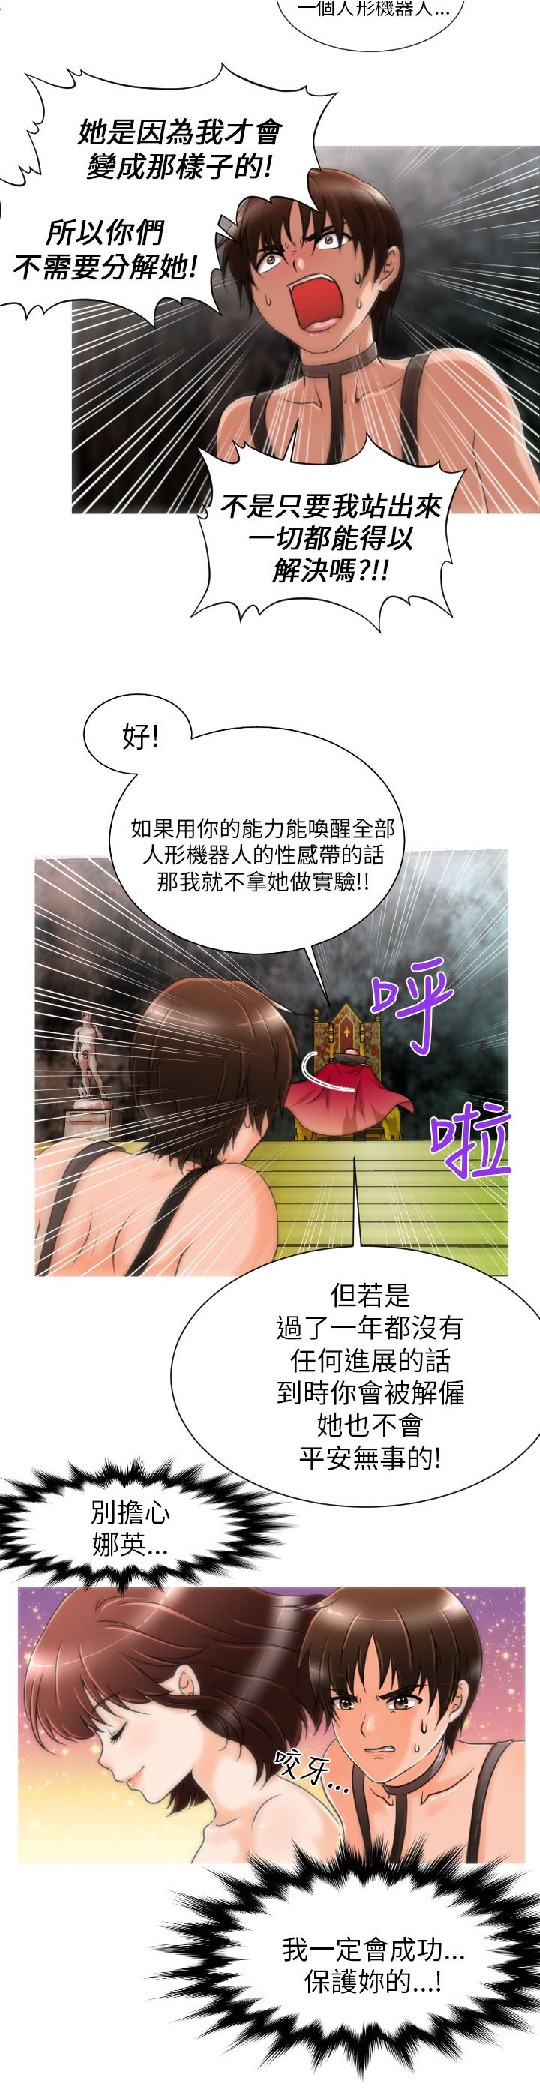 一個人形機器人...
她是因為我才會
變成那樣子的!
所以你們
不需要分解她!
不是只要我站出來
一切都能得以
解決嗎?!!
好!
如果用你的能力能喚醒全部
人形機器人的性感帶的話
那我就不拿她做實驗!!
呼
啦
但若是
過了一年都沒有
任何進展的話
到時你會被解僱
她也不會
平安無事的!
別擔心
娜英...
咬牙...
我一定會成功...
保護妳的...!